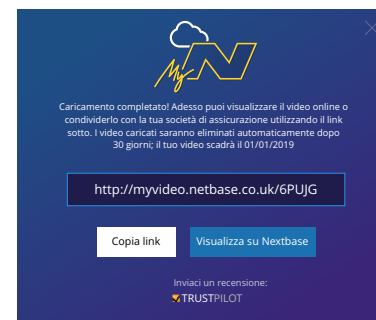 My N
Caricamento completato! Adesso puoi visualizzare il video online o
condividerlo con la tua società di assicurazione utilizzando il link
sotto. I video caricati saranno eliminati automaticamente dopo
30 giorni; il tuo video scadrà il 01/01/2019
http://myvideo.netbase.co.uk/6PUJG
Copia link
Visualizza su Nextbase
Inviaci un recensione:
TRUSTPILOT